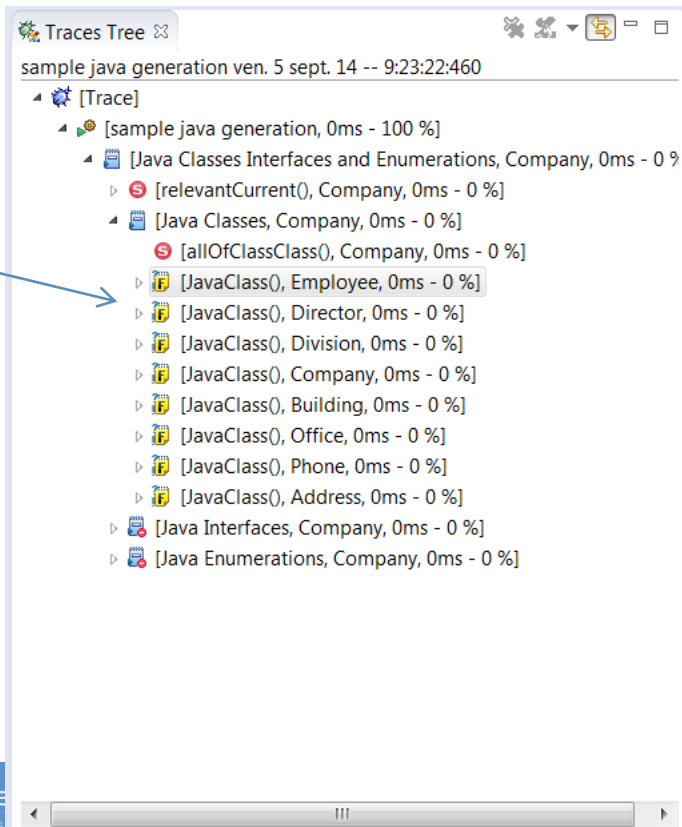 Traces Tree
sample java generation ven. 5 sept. 14 -- 9:23:22:460
[Trace]
[sample java generation, 0ms - 100 %]
[Java Classes Interfaces and Enumerations, Company, 0ms - 0 %
[relevantCurrent(), Company, 0ms - 0 %]
[Java Classes, Company, 0ms - 0 %]
[allOfClassClass(), Company, 0ms - 0 %]
[JavaClass(), Employee, 0ms - 0 %]
[JavaClass(), Director, 0ms - 0 %]
[JavaClass(), Division, 0ms - 0 %]
[JavaClass(), Company, 0ms - 0 %]
[JavaClass(), Building, 0ms - 0 %]
[JavaClass(), Office, 0ms - 0 %]
[JavaClass(), Phone, 0ms - 0 %]
[JavaClass(), Address, 0ms - 0 %]
[Java Interfaces, Company, 0ms - 0 %]
[Java Enumerations, Company, 0ms - 0 %]